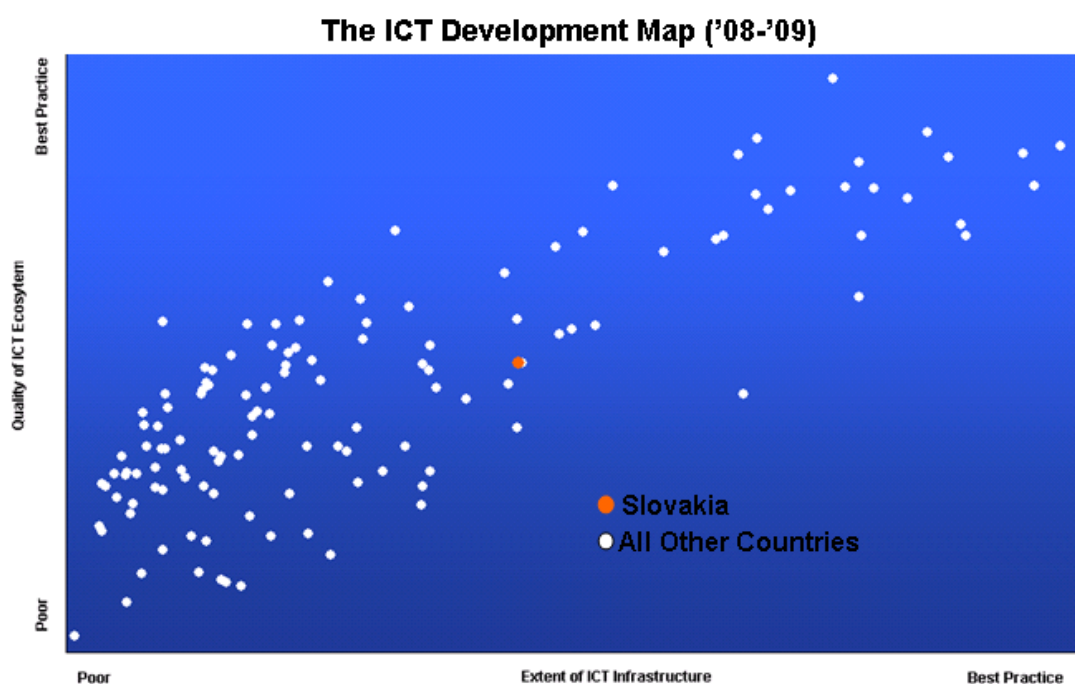 The ICT Development Map ('08-'09)
Best Practice
Quality of ICT Ecosytem
Poor
Slovakia
All Other Countries
Poor
Extent of ICT Infrastructure
Best Practice